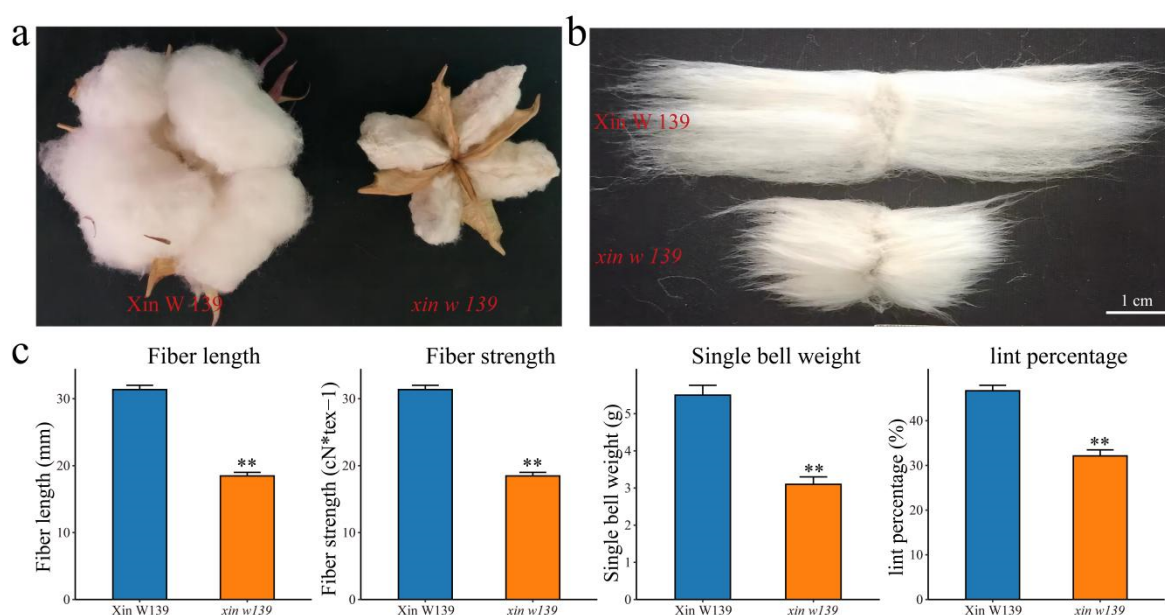 a
Xin W 139
xin w 139
b
Xin W 139
xin w 139
1 cm
c
Fiber length
Fiber length (mm)
30
20
10
0
**
Xin W139
xin w139
Fiber strength
Fiber strength (cN*tex−1)
30
20
10
0
**
Xin W139
xin w139
Single bell weight
Single bell weight (g)
5
3
2
0
**
Xin W139
xin w139
lint percentage
lint percentage (%)
40
30
20
0
**
Xin W139
xin w139